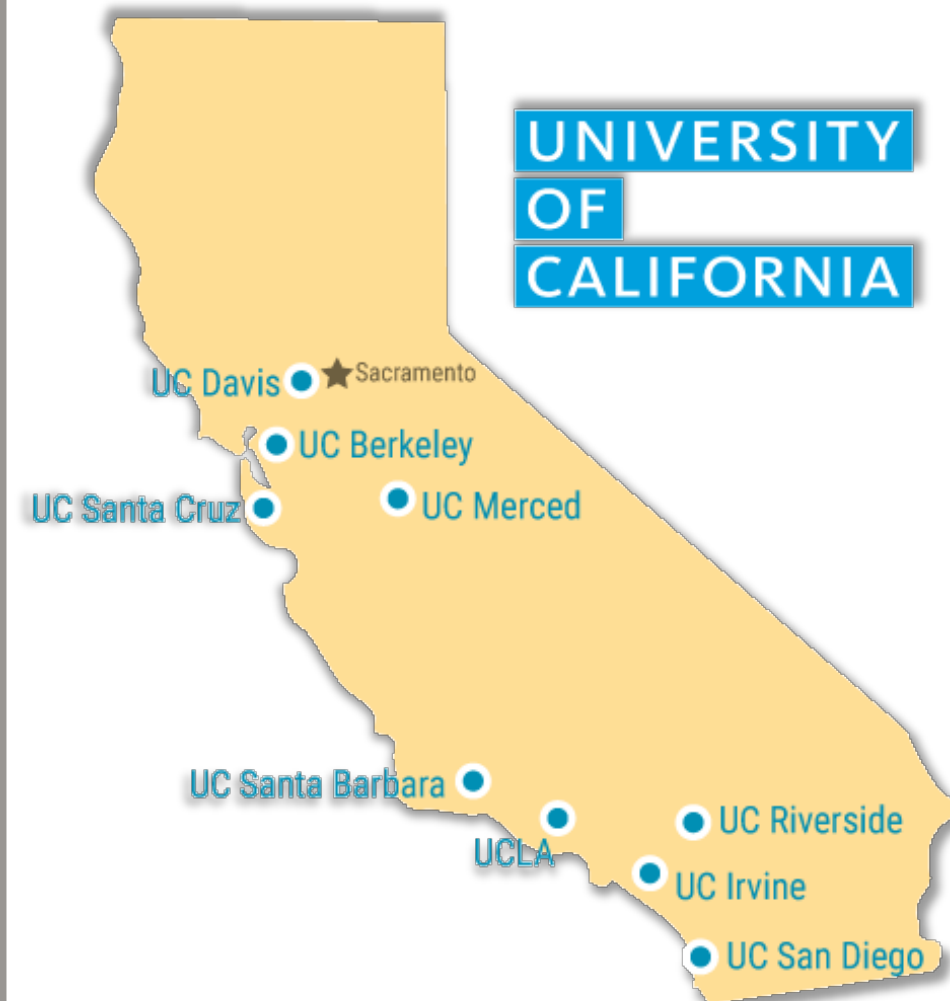 UNIVERSITY
OF
CALIFORNIA
UC Davis
Sacramento
UC Berkeley
UC Santa Cruz
UC Merced
UC Santa Barbara
UCLA
UC Riverside
UC Irvine
UC San Diego